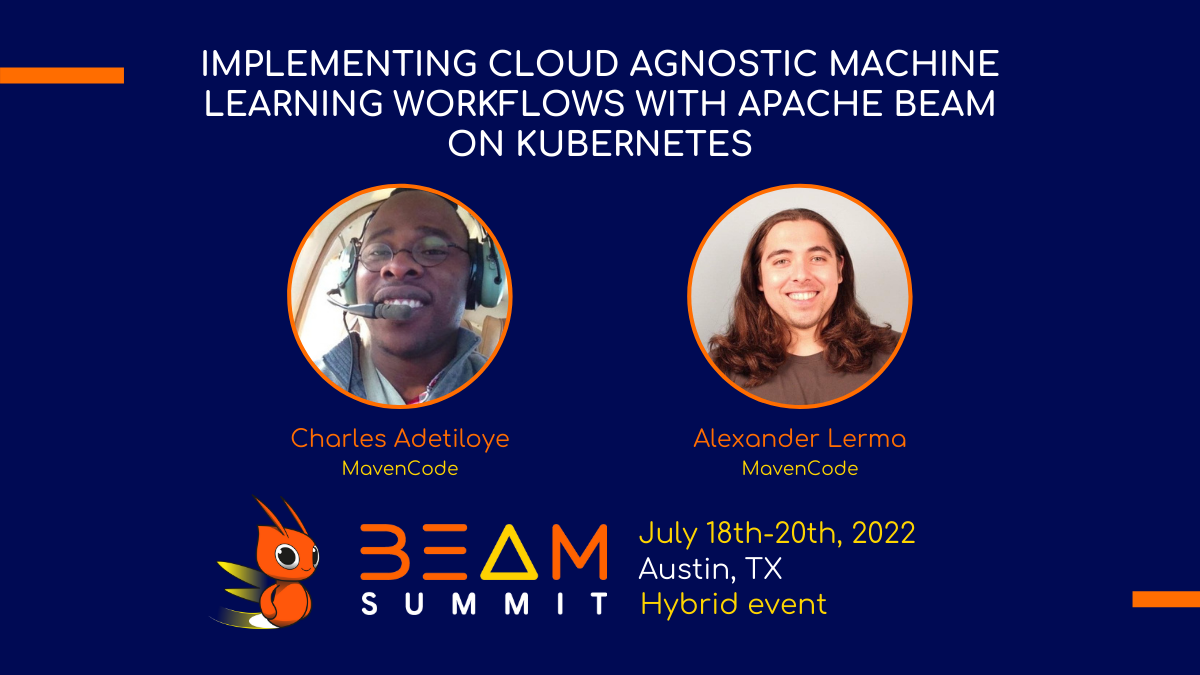 IMPLEMENTING CLOUD AGNOSTIC MACHINE
LEARNING WORKFLOWS WITH APACHE BEAM
ON KUBERNETES
Charles Adetiloye
MavenCode
Alexander Lerma
MavenCode
BEAM
SUMMIT
July 18th-20th, 2022
Austin, TX
Hybrid event